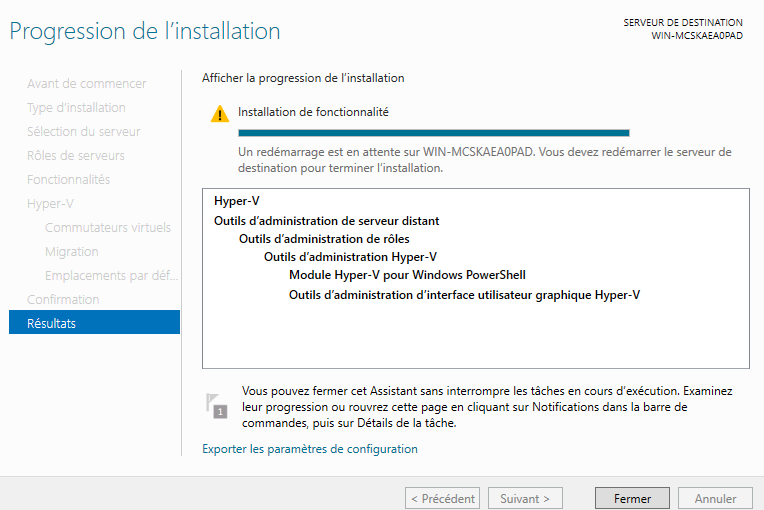 Progression de l'installation
SERVEUR DE DESTINATION
WIN-MCSKAEA0PAD
Avant de commencer
Type d'installation
Sélection du serveur
Rôles de serveurs
Fonctionnalités
Hyper-V
Commutateurs virtuels
Migration
Emplacements par déf...
Confirmation
Résultats
Afficher la progression de l'installation
Installation de fonctionnalité
Un redémarrage est en attente sur WIN-MCSKAEA0PAD. Vous devez redémarrer le serveur de
destination pour terminer l'installation.
Hyper-V
Outils d'administration de serveur distant
Outils d'administration de rôles
Outils d'administration Hyper-V
Module Hyper-V pour Windows PowerShell
Outils d'administration d'interface utilisateur graphique Hyper-V
1
Vous pouvez fermer cet Assistant sans interrompre les tâches en cours d'exécution. Examinez
leur progression ou rouvrez cette page en cliquant sur Notifications dans la barre de
commandes, puis sur Détails de la tâche.
Exporter les paramètres de configuration
< Précédent
Suivant >
Fermer
Annuler